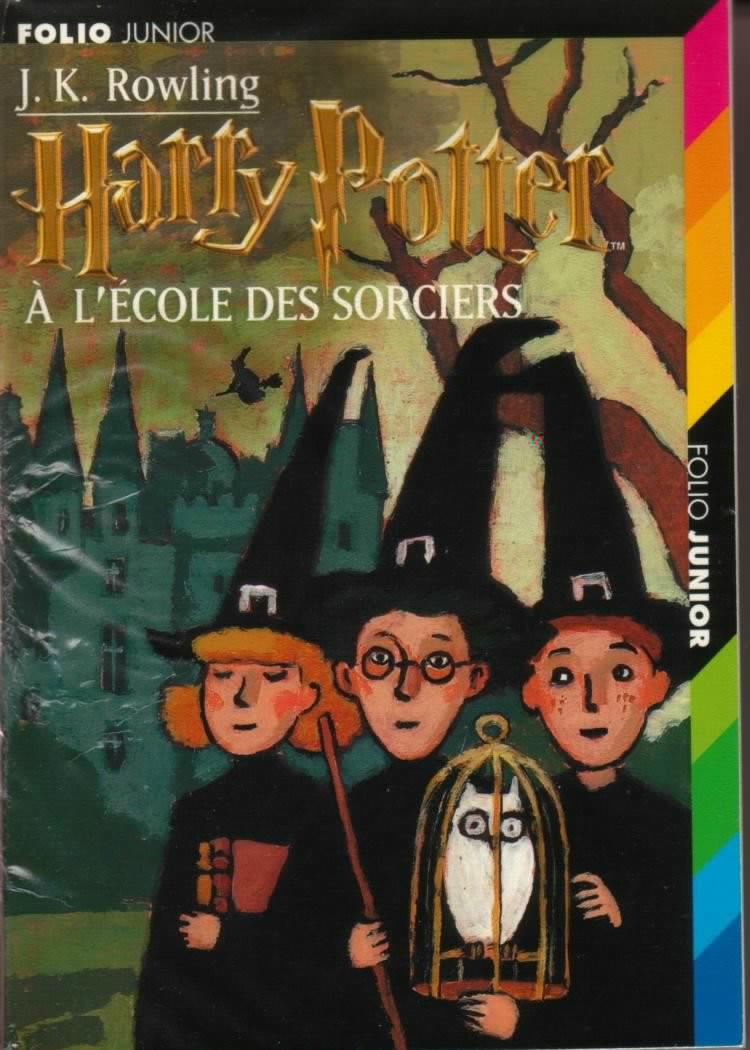 FOLIO JUNIOR
J. K. Rowling
Harry Potter™
À L'ÉCOLE DES SORCIERS
FOLIO JUNIOR